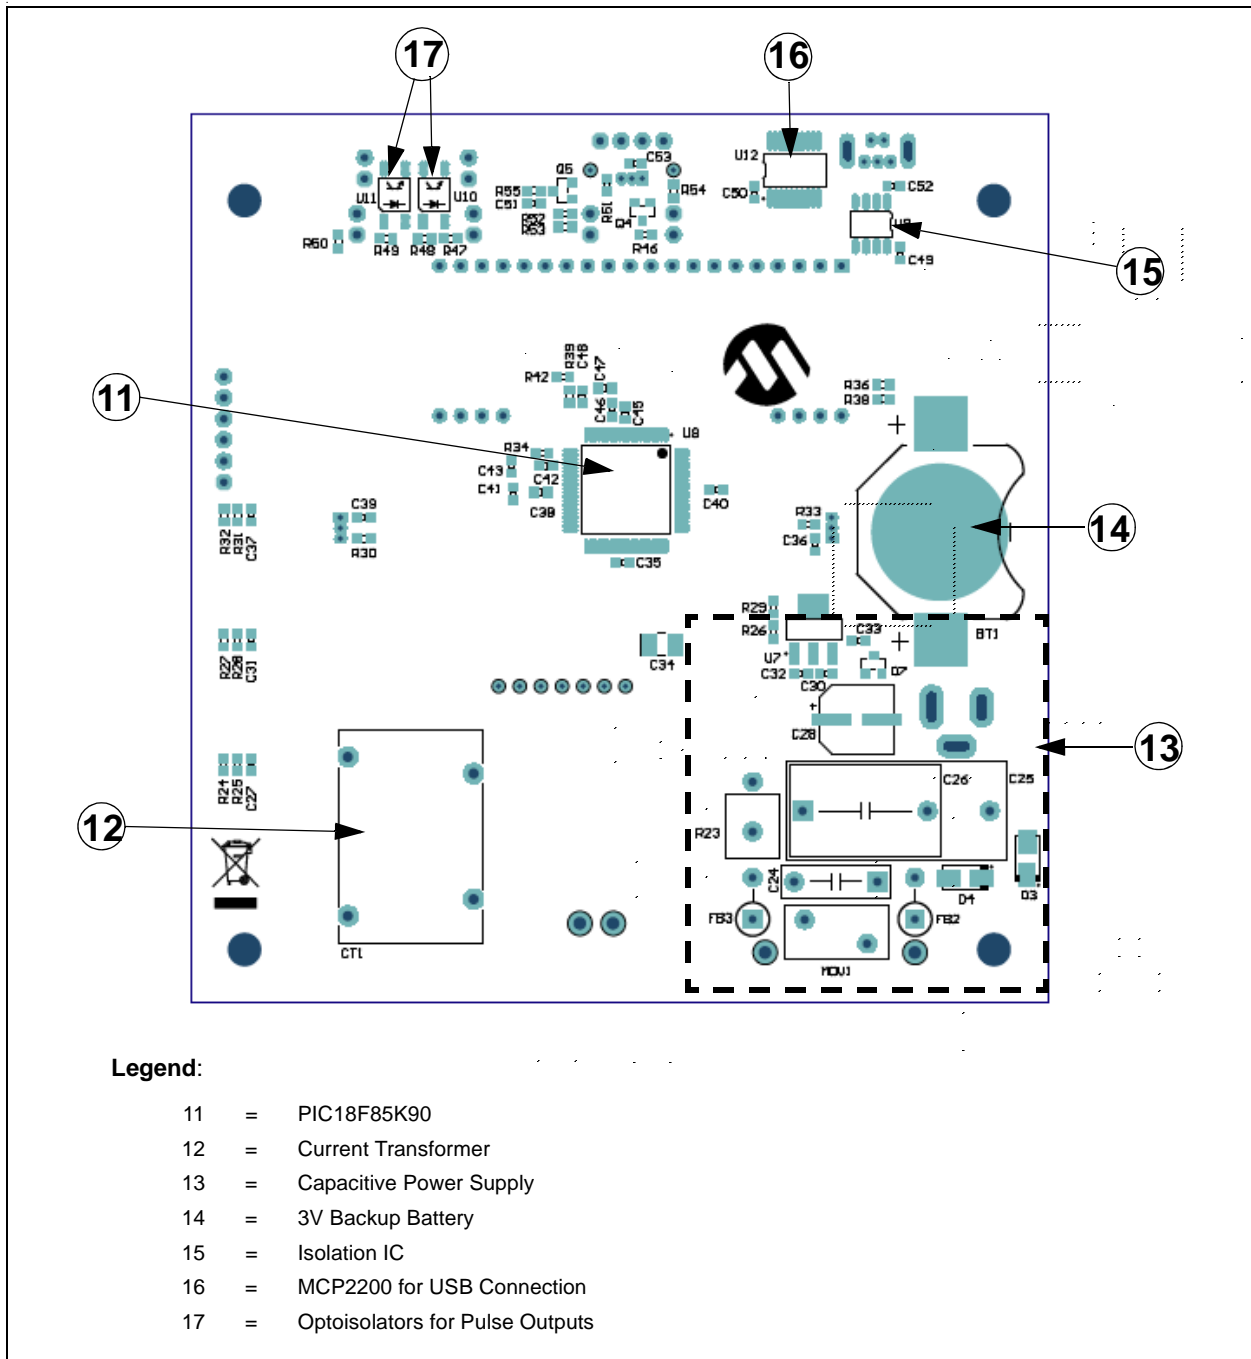 17
16
U12
C53
Q5
R55
C51
R52
R53
R51
R54
Q4
R46
C50
C52
U11
U10
R50
R49
R48
R47
C49
15
R39
C48
C47
R42
C46
C45
R36
R38
11
U8
R34
C43
C42
C41
C38
C40
C39
R30
R33
C36
14
R32
R31
C37
C35
R29
R26
C33
BT1
R27
R28
C31
C34
U7
C32
C30
D7
C28
13
C26
C25
R24
R25
C27
R23
12
C24
D4
D3
FB3
FB2
CT1
MOV1
Legend:
11 = PIC18F85K90
12 = Current Transformer
13 = Capacitive Power Supply
14 = 3V Backup Battery
15 = Isolation IC
16 = MCP2200 for USB Connection
17 = Optoisolators for Pulse Outputs